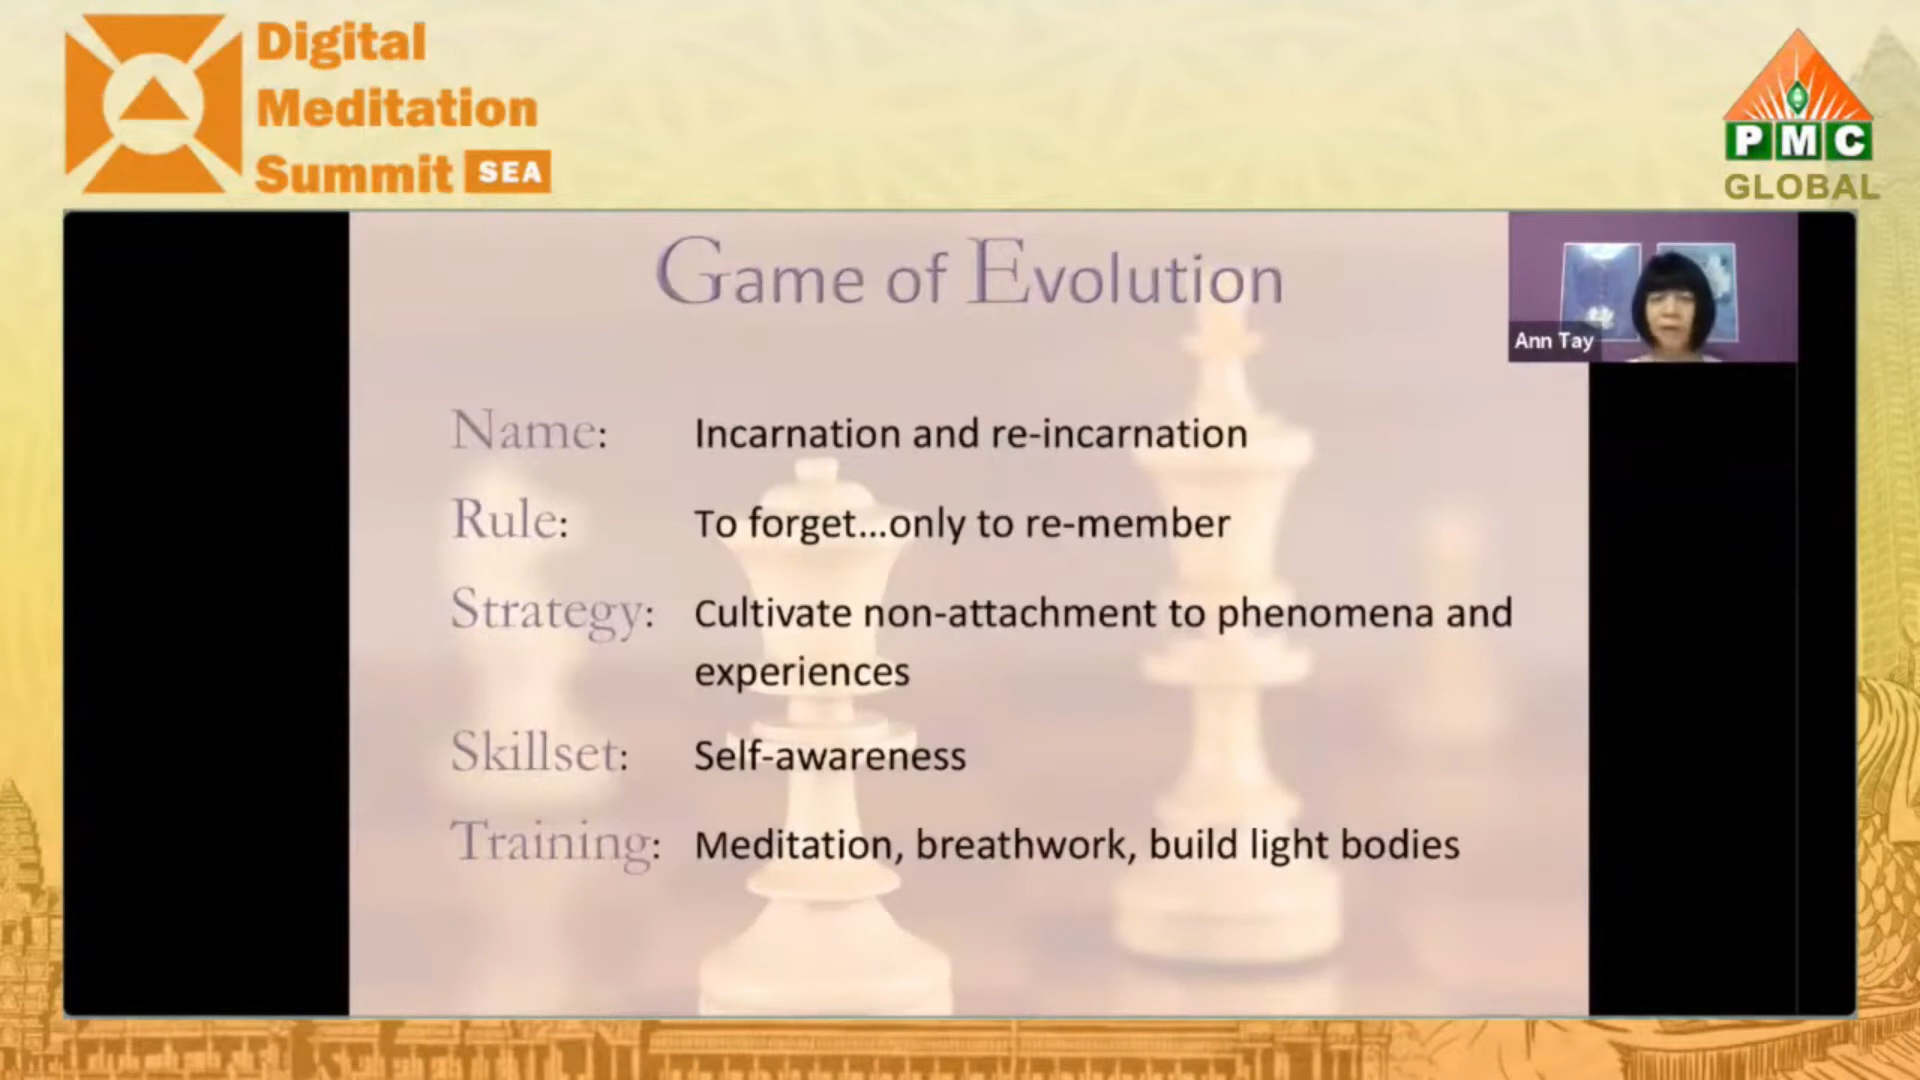 Digital
Meditation
Summit SEA
PMC
GLOBAL
Game of Evolution
Ann Tay
Name: Incarnation and re-incarnation
Rule: To forget...only to re-member
Strategy: Cultivate non-attachment to phenomena and
experiences
Skillset: Self-awareness
Training: Meditation, breathwork, build light bodies